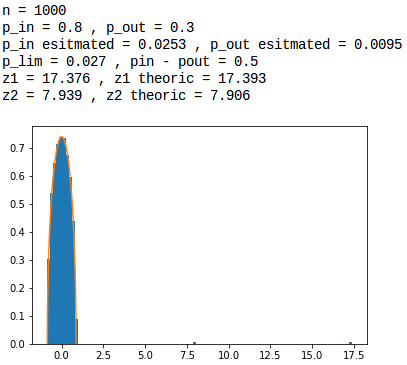 n = 1000
p_in = 0.8 , p_out = 0.3
p_in esitmated = 0.0253 , p_out esitmated = 0.0095
p_lim = 0.027 , pin - pout = 0.5
z1 = 17.376 , z1 theoric = 17.393
z2 = 7.939 , z2 theoric = 7.906
0.7
0.6
0.5
0.4
0.3
0.2
0.1
0.0
0.0 2.5 5.0 7.5 10.0 12.5 15.0 17.5